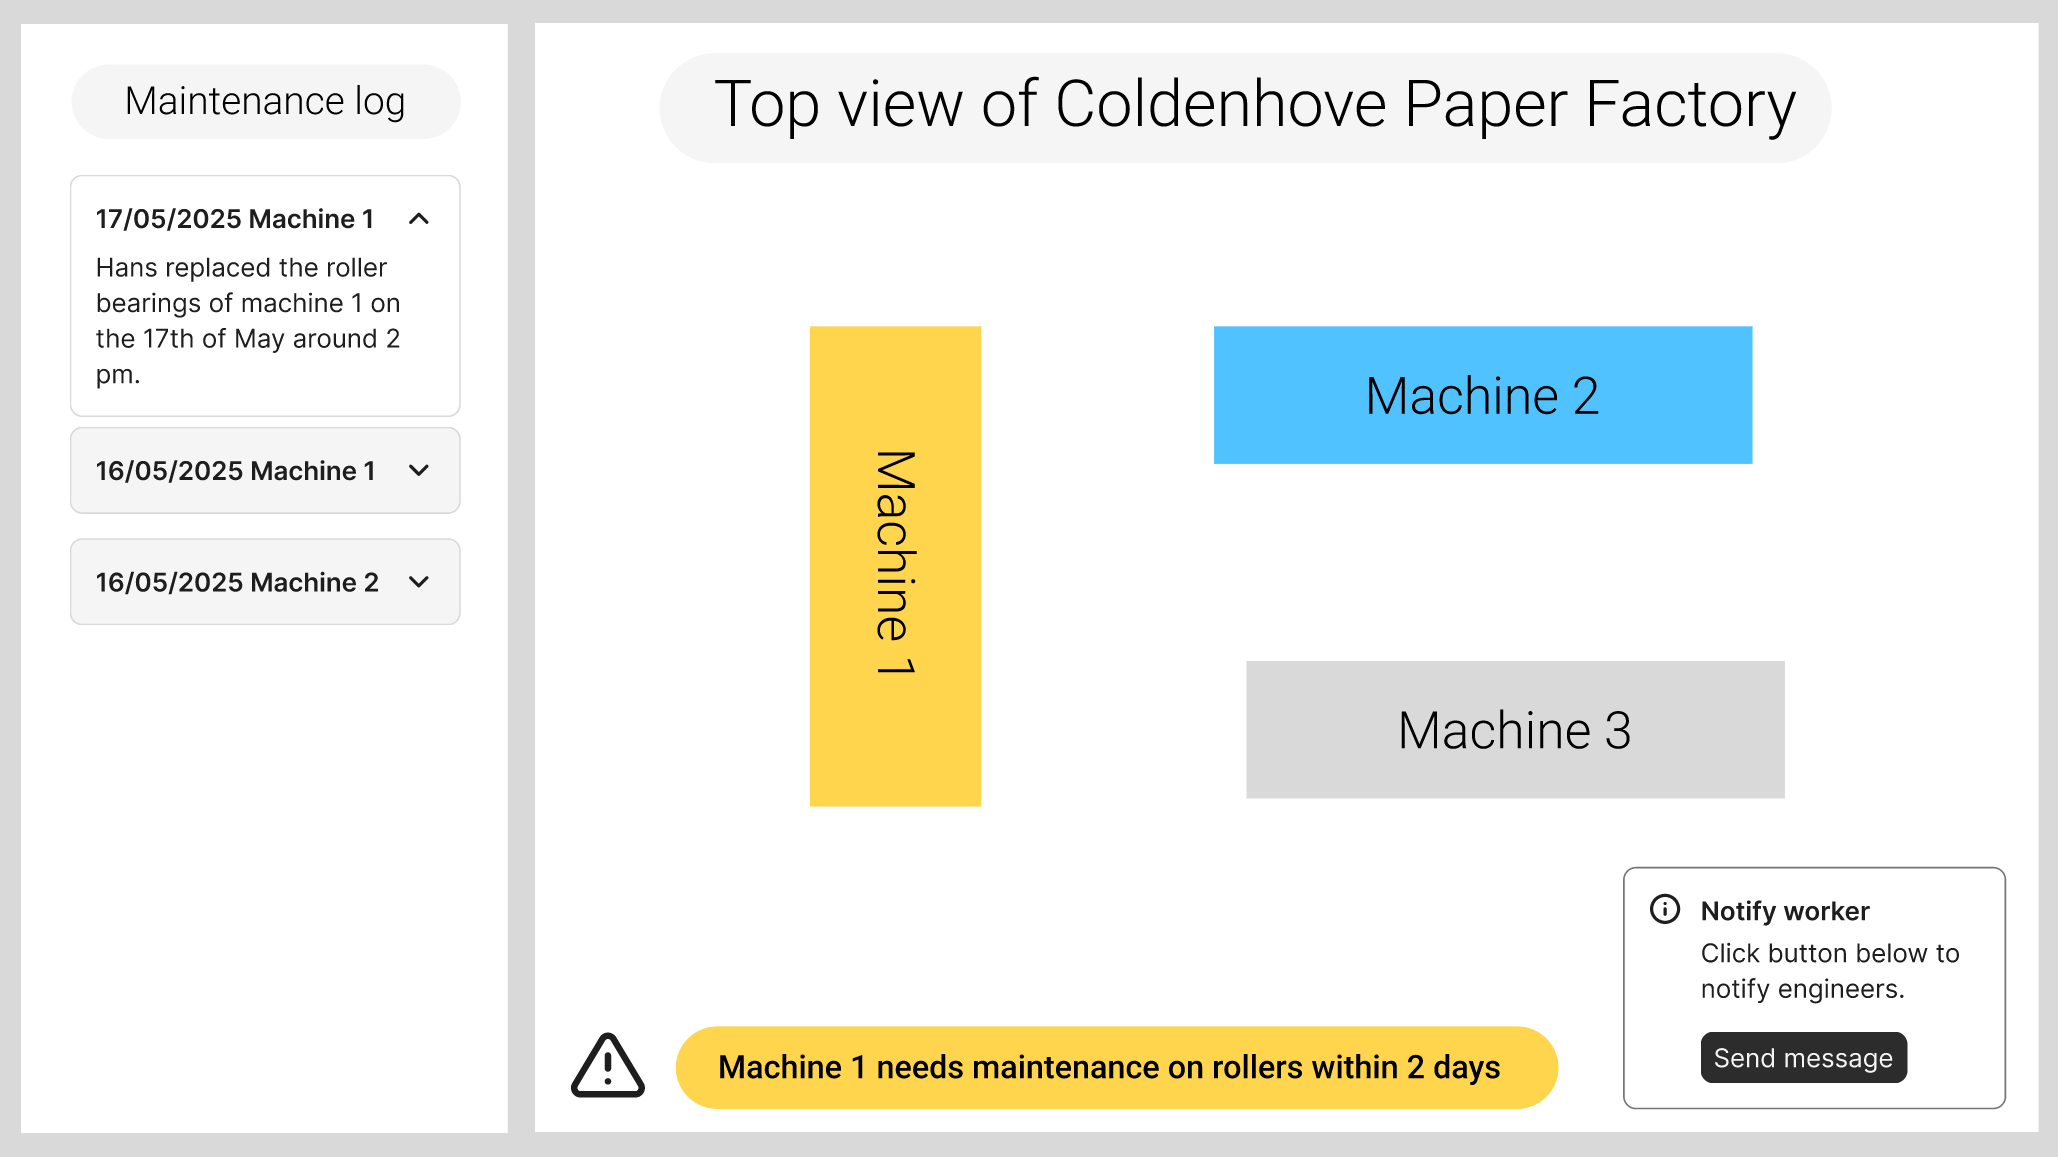 Maintenance log
17/05/2025 Machine 1
Hans replaced the roller
bearings of machine 1 on
the 17th of May around 2
pm.
16/05/2025 Machine 1
16/05/2025 Machine 2
Top view of Coldenhove Paper Factory
Machine 1
Machine 2
Machine 3
Machine 1 needs maintenance on rollers within 2 days
Notify worker
Click button below to
notify engineers.
Send message